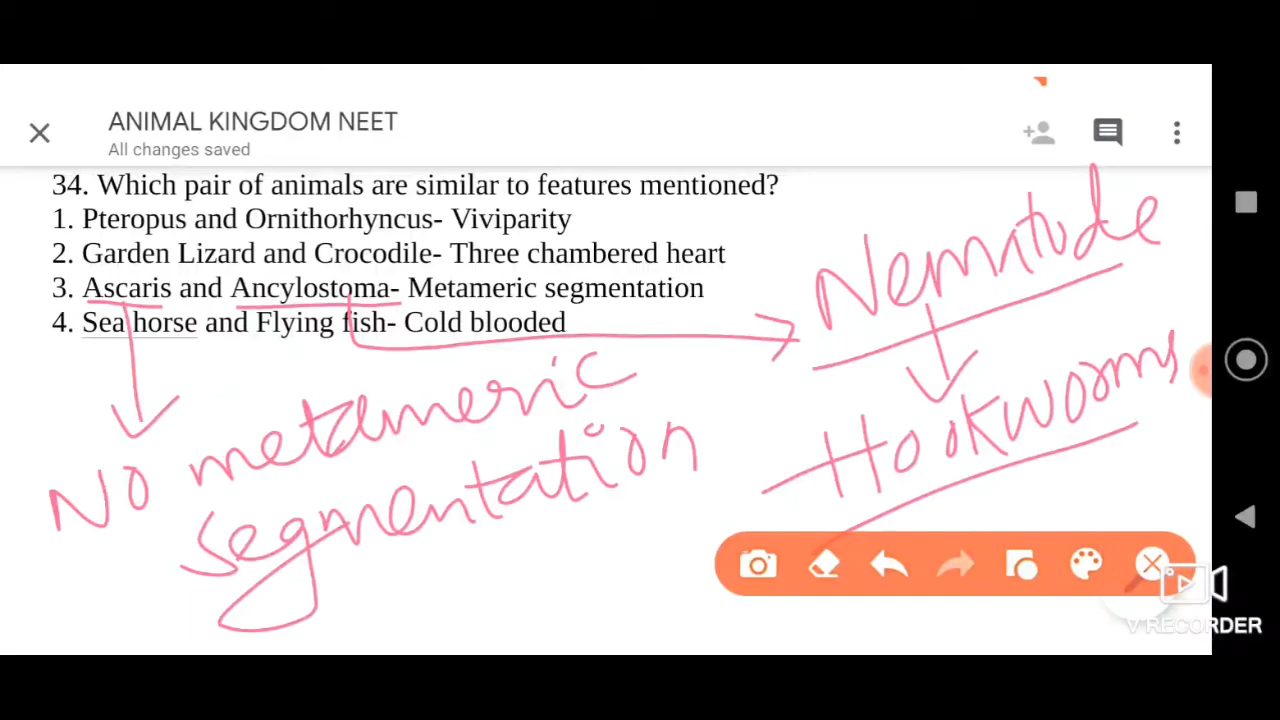 ANIMAL KINGDOM NEET
All changes saved
34. Which pair of animals are similar to features mentioned?
1. Pteropus and Ornithorhyncus- Viviparity
2. Garden Lizard and Crocodile- Three chambered heart
3. Ascaris and Ancylostoma- Metameric segmentation
4. Sea horse and Flying fish- Cold blooded
Nematode
Hookworms
No metameric
segmentation
V RECORDER